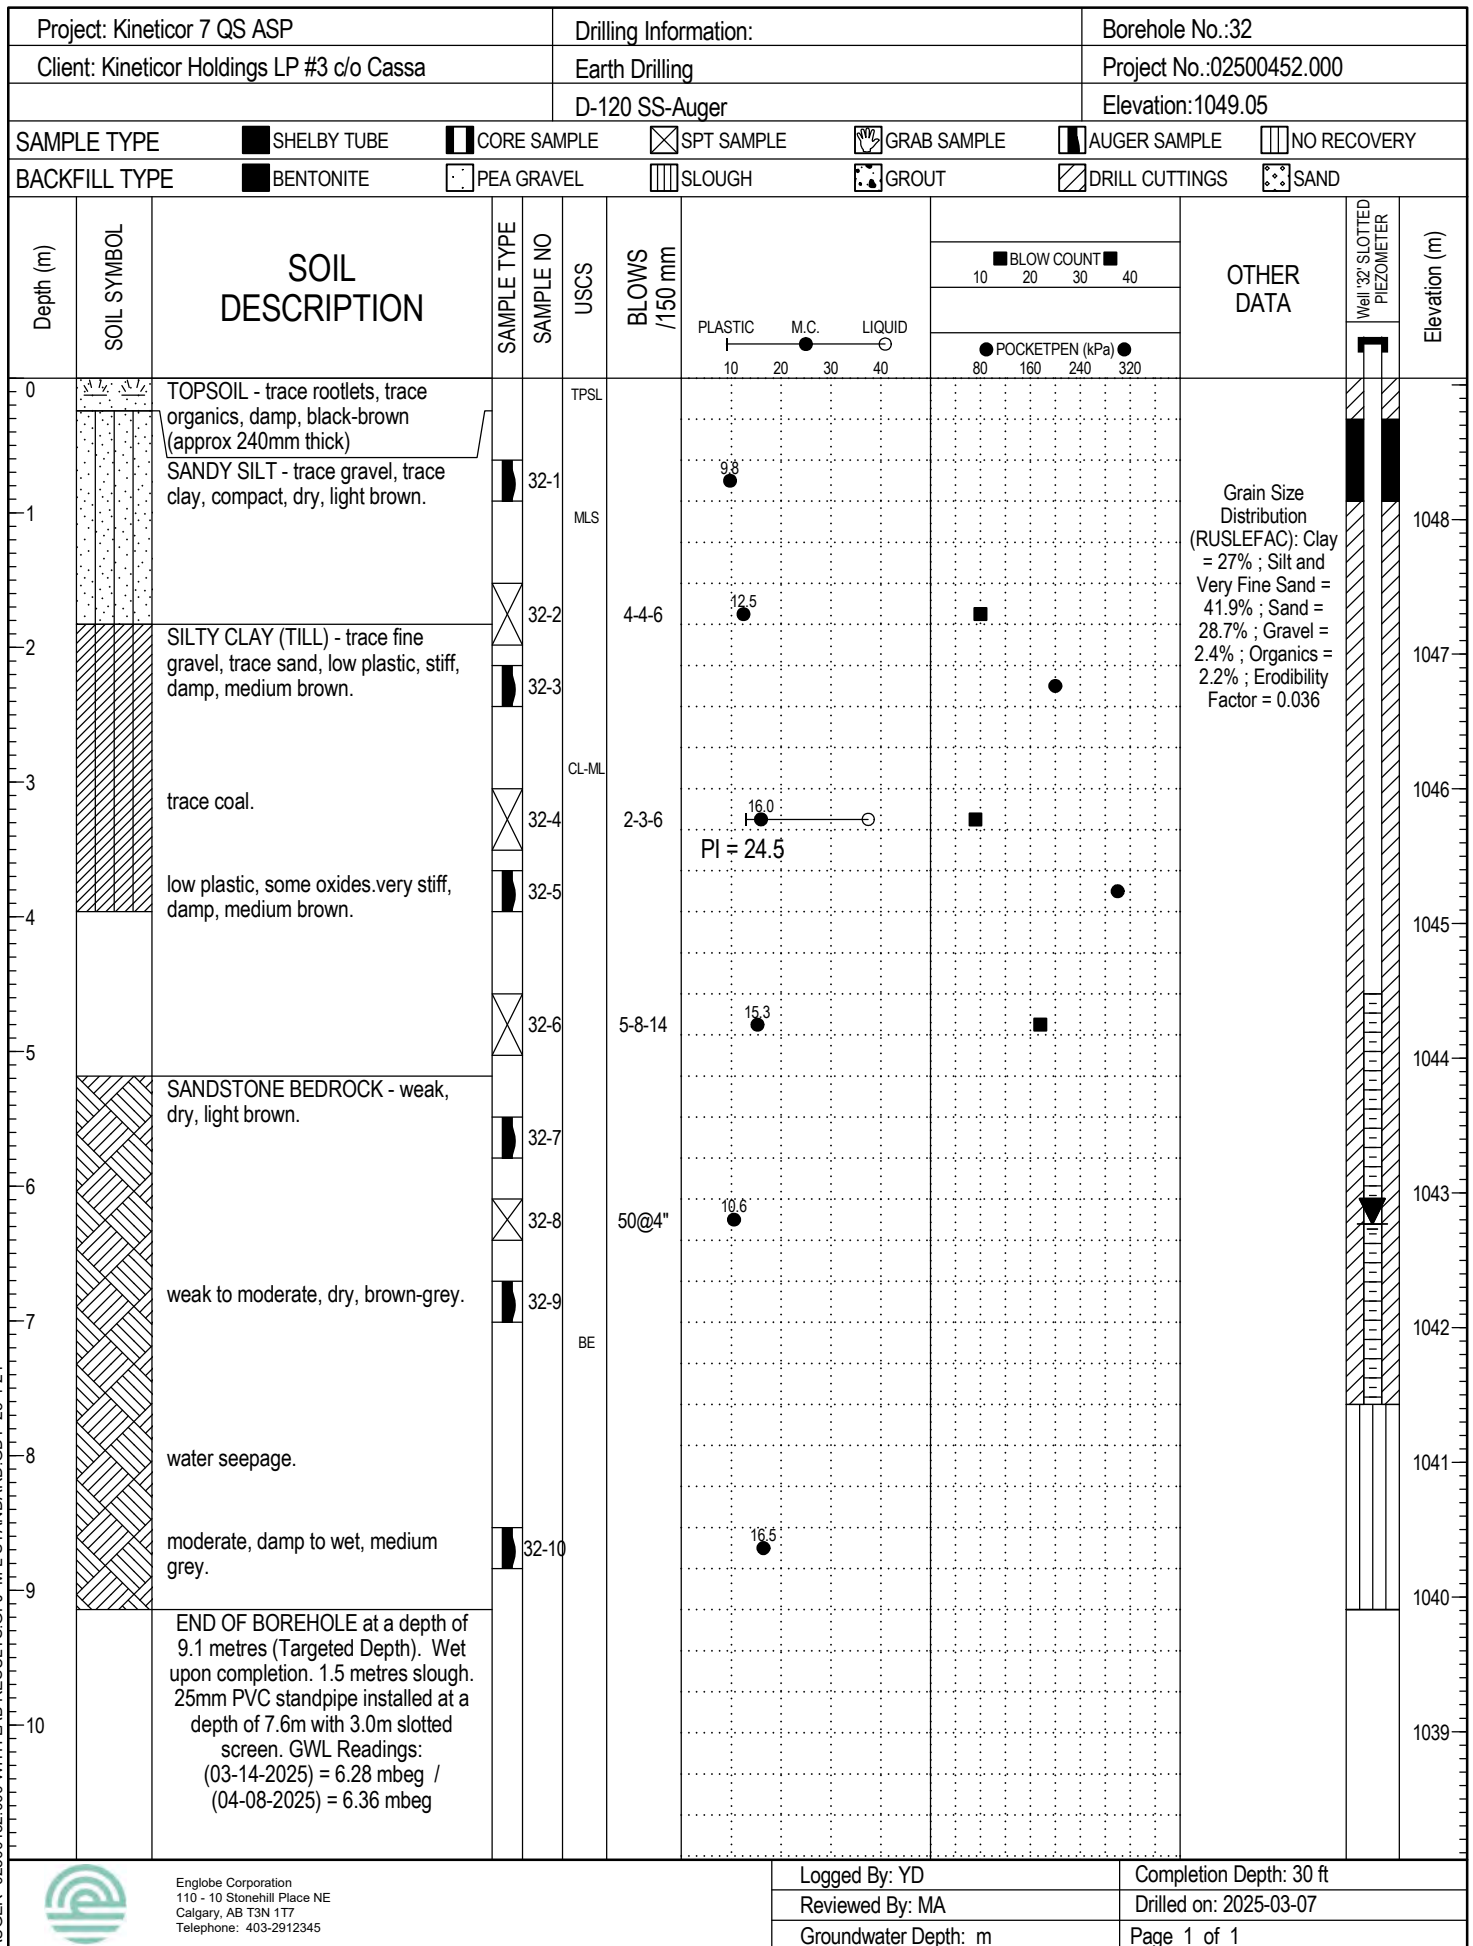 Project: Kineticor 7 QS ASP
Drilling Information:
Borehole No.:32
Client: Kineticor Holdings LP #3 c/o Cassa
Earth Drilling
Project No.:02500452.000
D-120 SS-Auger
Elevation:1049.05
SAMPLE TYPE
SHELBY TUBE
CORE SAMPLE
SPT SAMPLE
GRAB SAMPLE
AUGER SAMPLE
NO RECOVERY
BACKFILL TYPE
BENTONITE
PEA GRAVEL
SLOUGH
GROUT
DRILL CUTTINGS
SAND
Depth (m)
SOIL SYMBOL
SOIL
DESCRIPTION
SAMPLE TYPE
SAMPLE NO
USCS
BLOWS
/150 mm
PLASTIC M.C. LIQUID
10 20 30 40
BLOW COUNT
10 20 30 40
POCKETPEN (kPa)
80 160 240 320
OTHER
DATA
Well '32' SLOTTED
PIEZOMETER
Elevation (m)
0
TOPSOIL - trace rootlets, trace
organics, damp, black-brown
(approx 240mm thick)
TPSL
SANDY SILT - trace gravel, trace
clay, compact, dry, light brown.
32-1
9.8
1
MLS
1048
Grain Size
Distribution
(RUSLEFAC): Clay
= 27% ; Silt and
Very Fine Sand =
41.9% ; Sand =
28.7% ; Gravel =
2.4% ; Organics =
2.2% ; Erodibility
Factor = 0.036
32-2
4-4-6
12.5
2
SILTY CLAY (TILL) - trace fine
gravel, trace sand, low plastic, stiff,
damp, medium brown.
1047
32-3
CL-ML
3
1046
trace coal.
32-4
2-3-6
16.0
PI = 24.5
low plastic, some oxides.very stiff,
damp, medium brown.
32-5
4
1045
32-6
5-8-14
15.3
5
1044
SANDSTONE BEDROCK - weak,
dry, light brown.
32-7
6
1043
32-8
50@4"
10.6
weak to moderate, dry, brown-grey.
32-9
7
1042
BE
8
water seepage.
1041
moderate, damp to wet, medium
grey.
32-10
16.5
9
1040
END OF BOREHOLE at a depth of
9.1 metres (Targeted Depth). Wet
upon completion. 1.5 metres slough.
25mm PVC standpipe installed at a
depth of 7.6m with 3.0m slotted
screen. GWL Readings:
(03-14-2025) = 6.28 mbeg /
(04-08-2025) = 6.36 mbeg
10
1039
Englobe Corporation
110 - 10 Stonehill Place NE
Calgary, AB T3N 1T7
Telephone: 403-2912345
Logged By: YD
Completion Depth: 30 ft
Reviewed By: MA
Drilled on: 2025-03-07
Groundwater Depth: m
Page 1 of 1